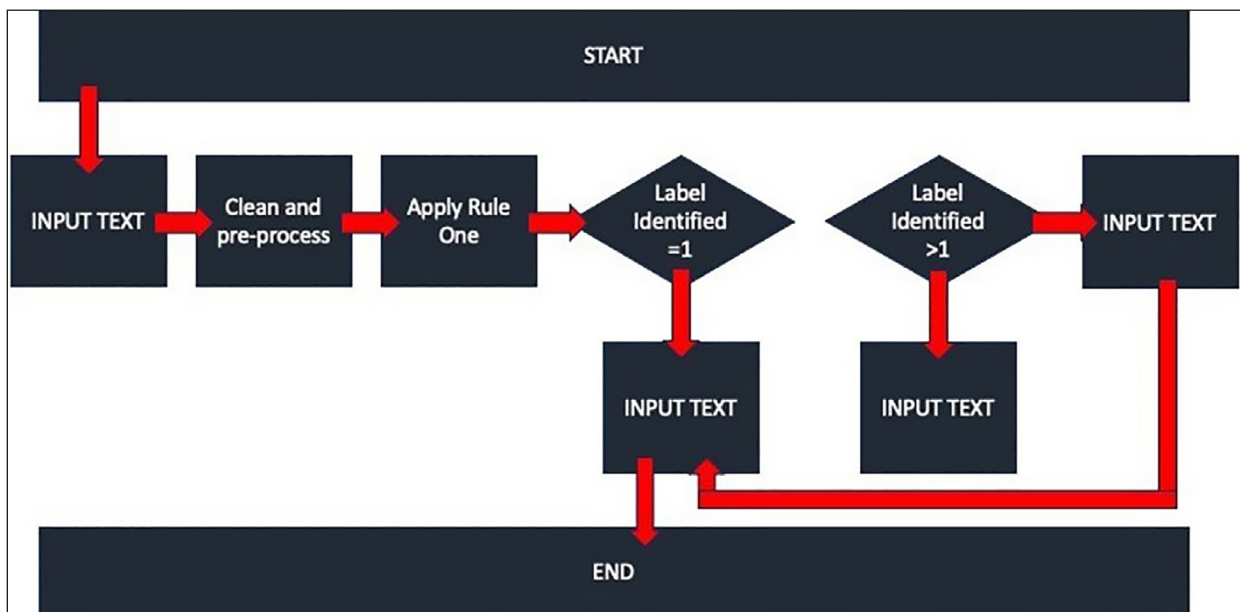 START
INPUT TEXT
Clean and
pre-process
Apply Rule
One
Label
Identified
=1
Label
Identified
>1
INPUT TEXT
INPUT TEXT
INPUT TEXT
END